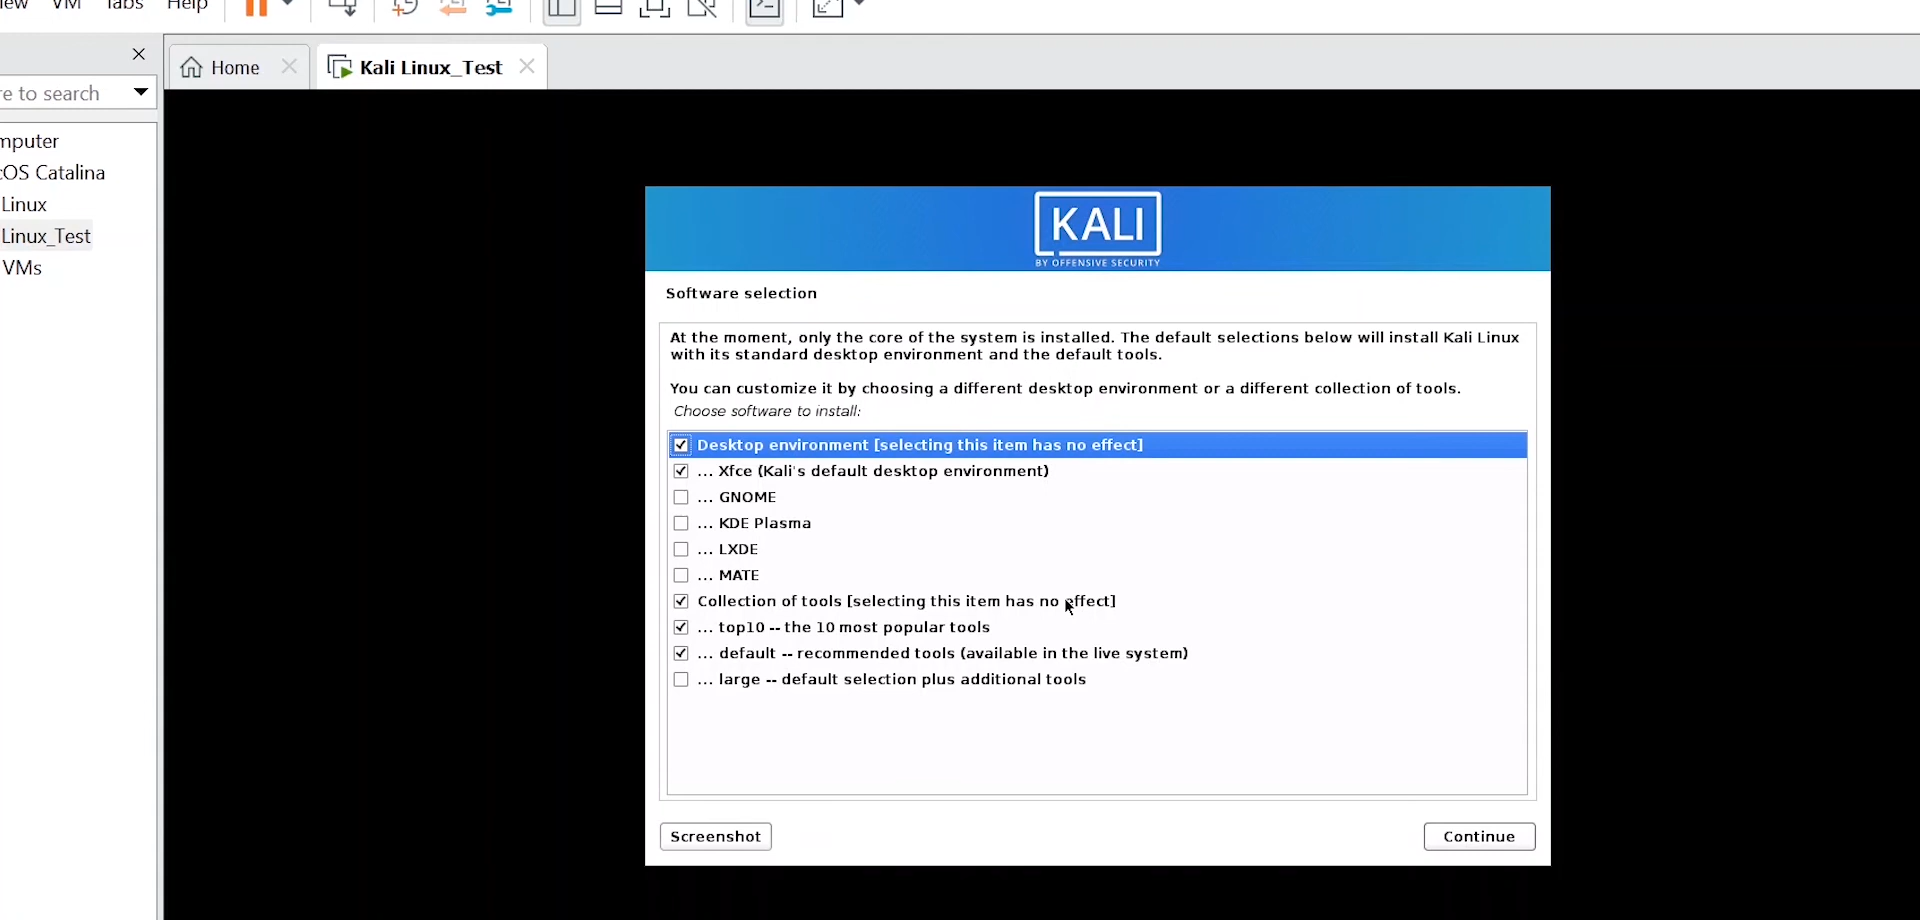 VM
Tabs
Help
Home
Kali Linux_Test
re to search
mputer
cOS Catalina
Linux
Linux_Test
VMs
KALI
BY OFFENSIVE SECURITY
Software selection
At the moment, only the core of the system is installed. The default selections below will install Kali Linux
with its standard desktop environment and the default tools.
You can customize it by choosing a different desktop environment or a different collection of tools.
Choose software to install:
Desktop environment [selecting this item has no effect]
... Xfce (Kali's default desktop environment)
... GNOME
... KDE Plasma
... LXDE
... MATE
Collection of tools [selecting this item has no effect]
... top10 -- the 10 most popular tools
... default -- recommended tools (available in the live system)
... large -- default selection plus additional tools
Screenshot
Continue